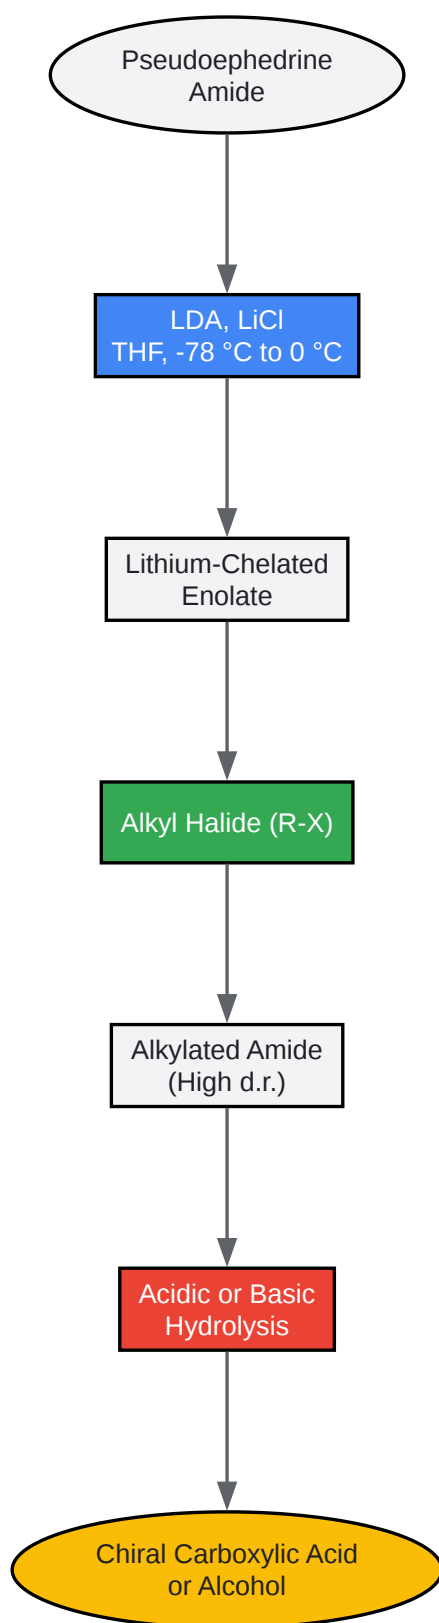 Pseudoephedrine
Amide
LDA, LiCl
THF, -78 °C to 0 °C
Lithium-Chelated
Enolate
Alkyl Halide (R-X)
Alkylated Amide
(High d.r.)
Acidic or Basic
Hydrolysis
Chiral Carboxylic Acid
or Alcohol